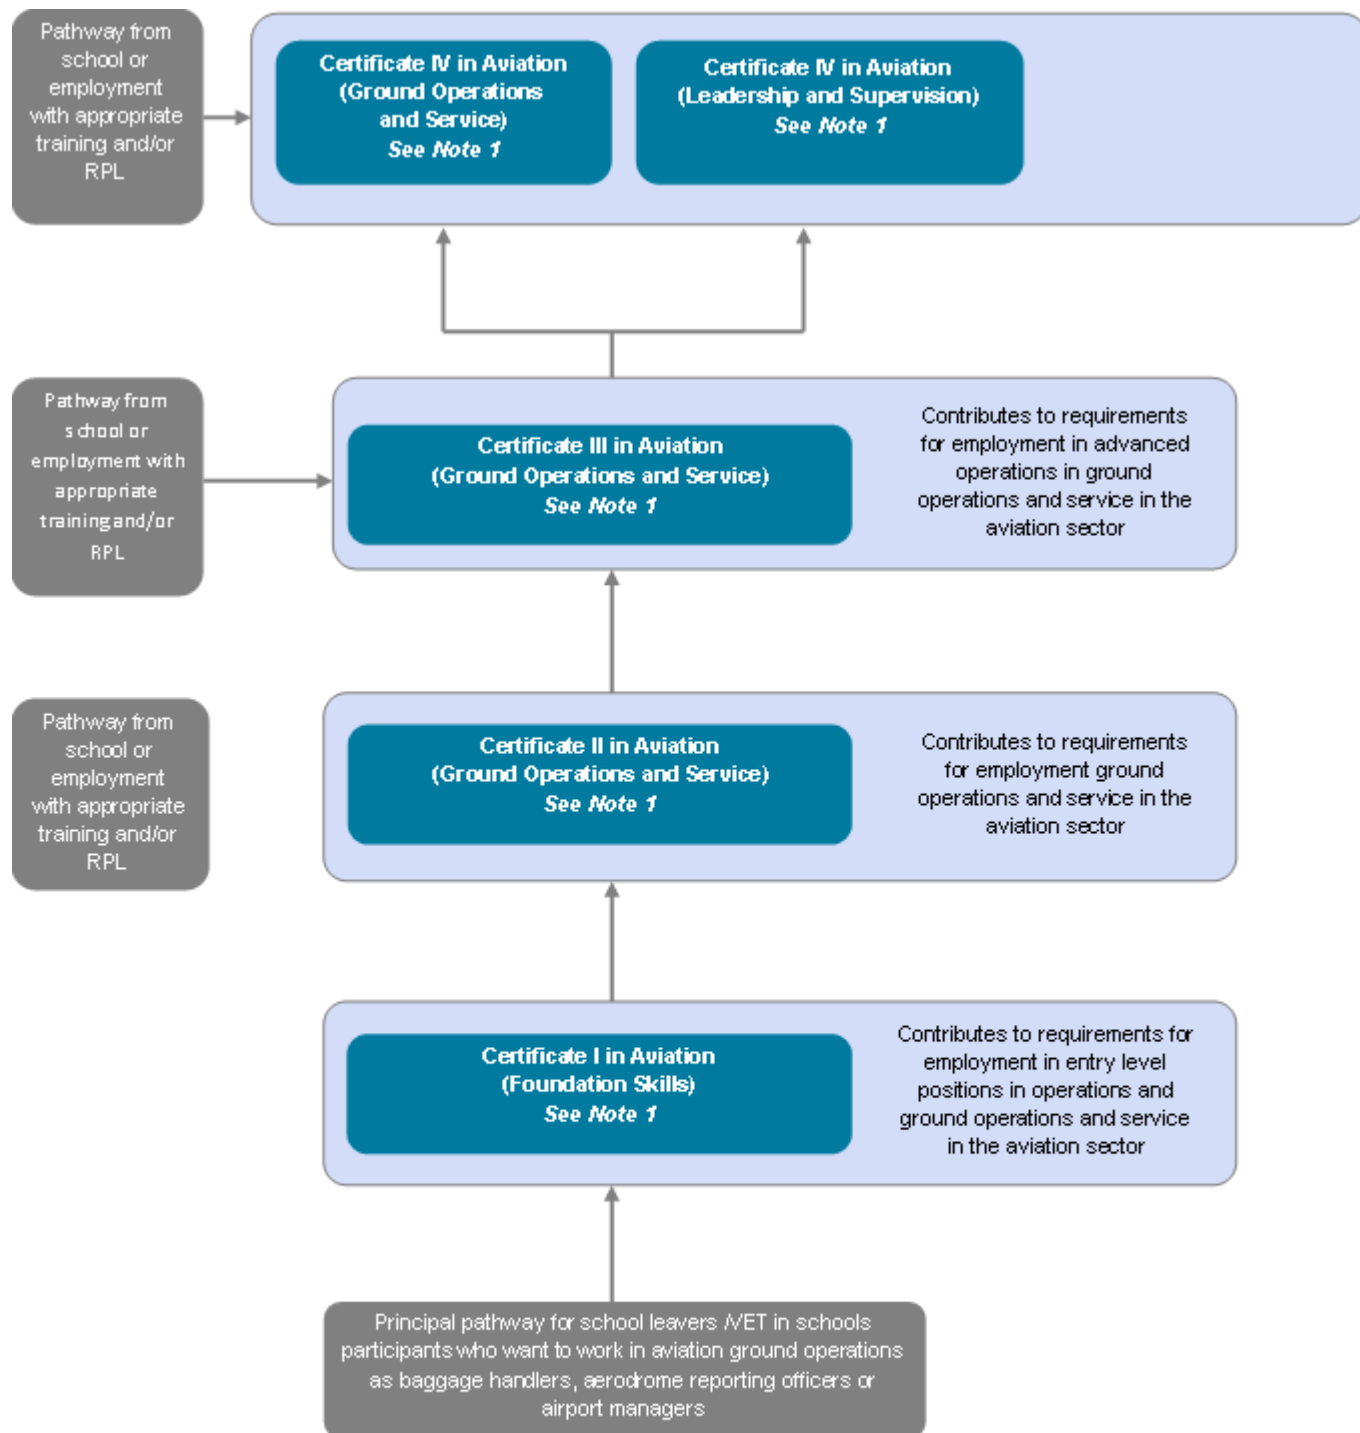 Pathway from
school or
employment
with appropriate
training and/or
RPL
Certificate IV in Aviation
(Ground Operations
and Service)
See Note 1
Certificate IV in Aviation
(Leadership and Supervision)
See Note 1
Pathway from
school or
employment with
appropriate
training and/or
RPL
Certificate III in Aviation
(Ground Operations and Service)
See Note 1
Contributes to requirements
for employment in advanced
operations in ground
operations and service in the
aviation sector
Pathway from
school or
employment
with appropriate
training and/or
RPL
Certificate II in Aviation
(Ground Operations and Service)
See Note 1
Contributes to requirements
for employment ground
operations and service in the
aviation sector
Certificate I in Aviation
(Foundation Skills)
See Note 1
Contributes to requirements for
employment in entry level
positions in operations and
ground operations and service
in the aviation sector
Principal pathway for school leavers /VET in schools
participants who want to work in aviation ground operations
as baggage handlers, aerodrome reporting officers or
airport managers